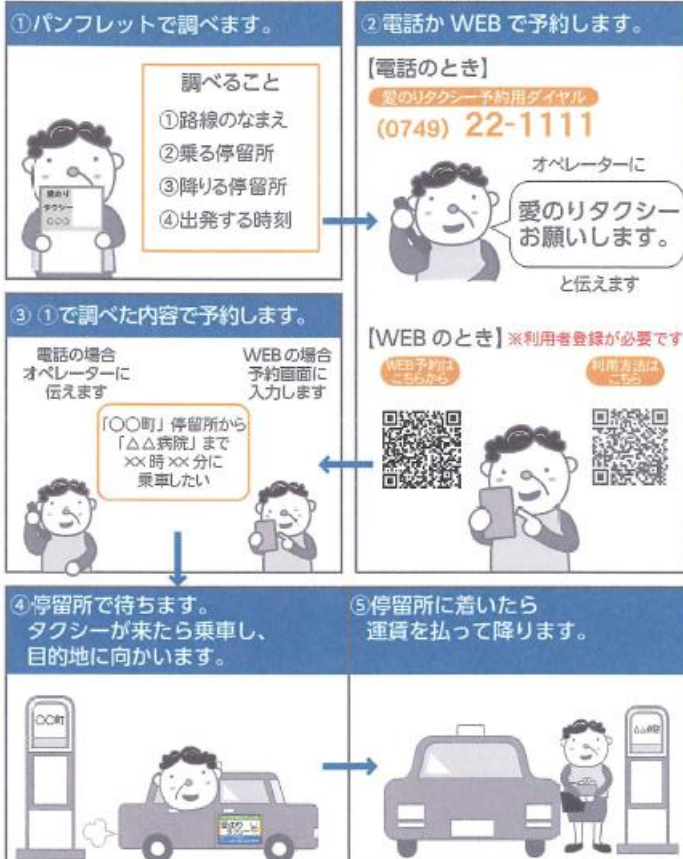 ①パンフレットで調べます。
調べること
①路線のなまえ
②乗る停留所
③降りる停留所
④出発する時刻
愛のり
タクシー
○○○
②電話か WEB で予約します。
【電話のとき】
愛のりタクシー予約用ダイヤル
(0749) 22-1111
オペレーターに
愛のりタクシー
お願いします。
と伝えます
【WEB のとき】※利用者登録が必要です
WEB予約は
こちらから
利用方法は
こちら
③ ①で調べた内容で予約します。
電話の場合
オペレーターに
伝えます
WEBの場合
予約画面に
入力します
「○○町」停留所から
「△△病院」まで
××時××分に
乗車したい
④停留所で待ちます。
タクシーが来たら乗車し、
目的地に向かいます。
○○町
愛のり
タクシー
⑤停留所に着いたら
運賃を払って降ります。
△△病院